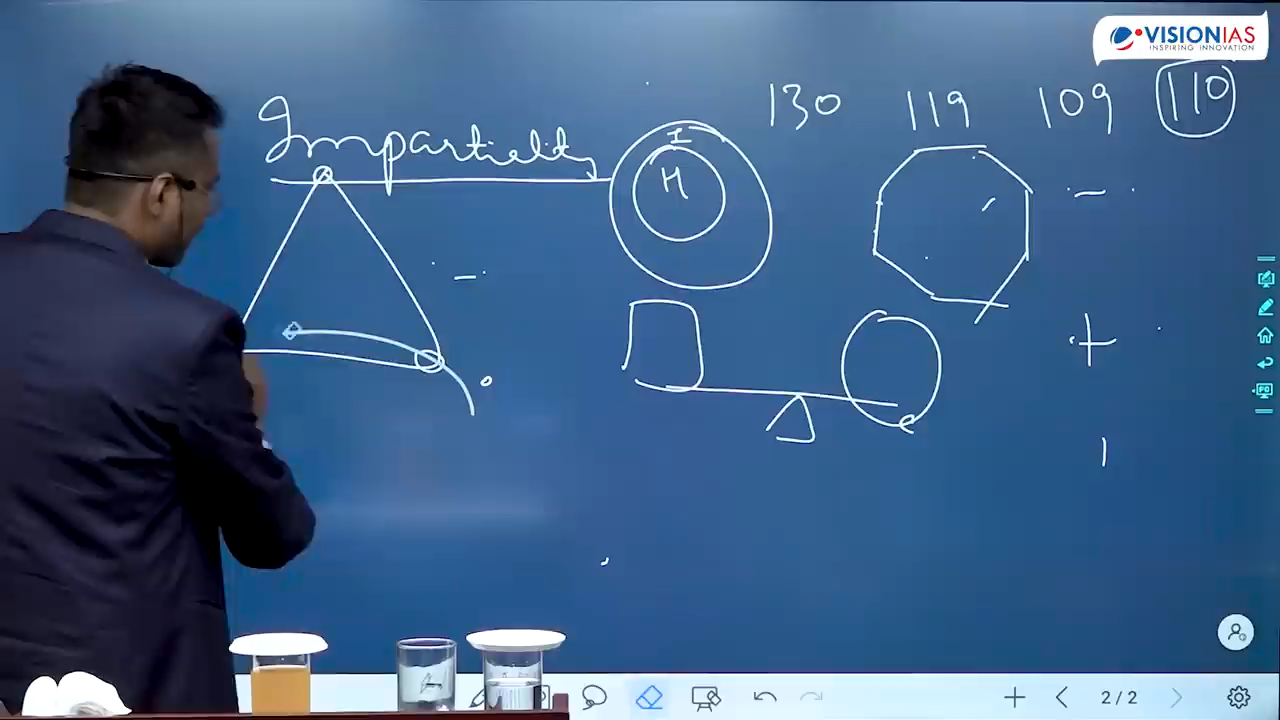 VISIONIAS
INSPIRING INNOVATION
130 119 109 110
Impartiality
I
M
-
-
+
2/2